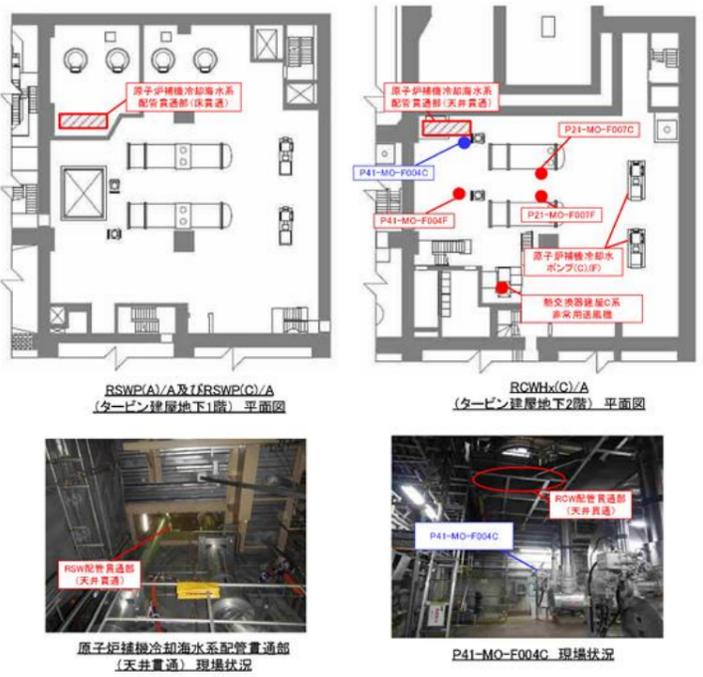 原子炉補機冷却海水系
配管貫通部(床貫通)
原子炉補機冷却海水系
配管貫通部(天井貫通)
P21-MO-F007C
P41-MO-F004C
P41-MO-F004F
P21-MO-F007F
原子炉補機冷却水
ポンプ(C),(F)
熱交換器建屋C系
非常用送風機
RSWP(A)/A及びRSWP(C)/A
(タービン建屋地下1階) 平面図
RCWHx(C)/A
(タービン建屋地下2階) 平面図
RSW配管貫通部
(天井貫通)
RCW配管貫通部
(天井貫通)
P41-MO-F004C
原子炉補機冷却海水系配管貫通部
(天井貫通) 現場状況
P41-MO-F004C 現場状況